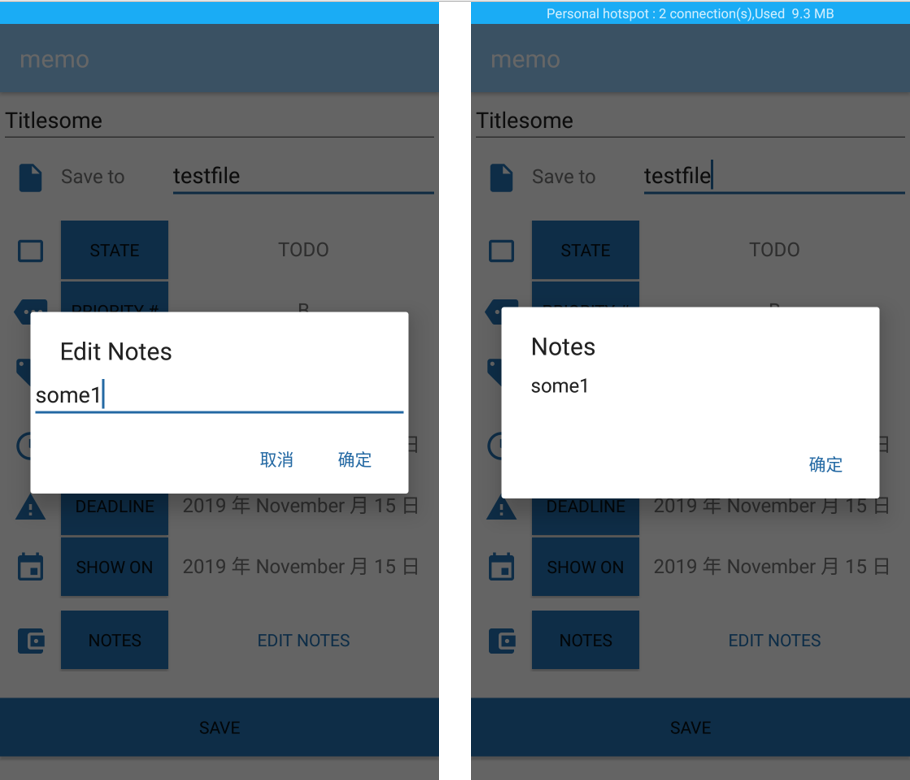 memo
Titlesome
Save to testfile
STATE TODO
PRIORITY # B
Edit Notes
some1
取消 确定
日
DEADLINE 2019 年 November 月 15 日
SHOW ON 2019 年 November 月 15 日
NOTES EDIT NOTES
SAVE
Personal hotspot : 2 connection(s),Used 9.3 MB
memo
Titlesome
Save to testfile
STATE TODO
Notes
some1
确定
日
DEADLINE 2019 年 November 月 15 日
SHOW ON 2019 年 November 月 15 日
NOTES EDIT NOTES
SAVE